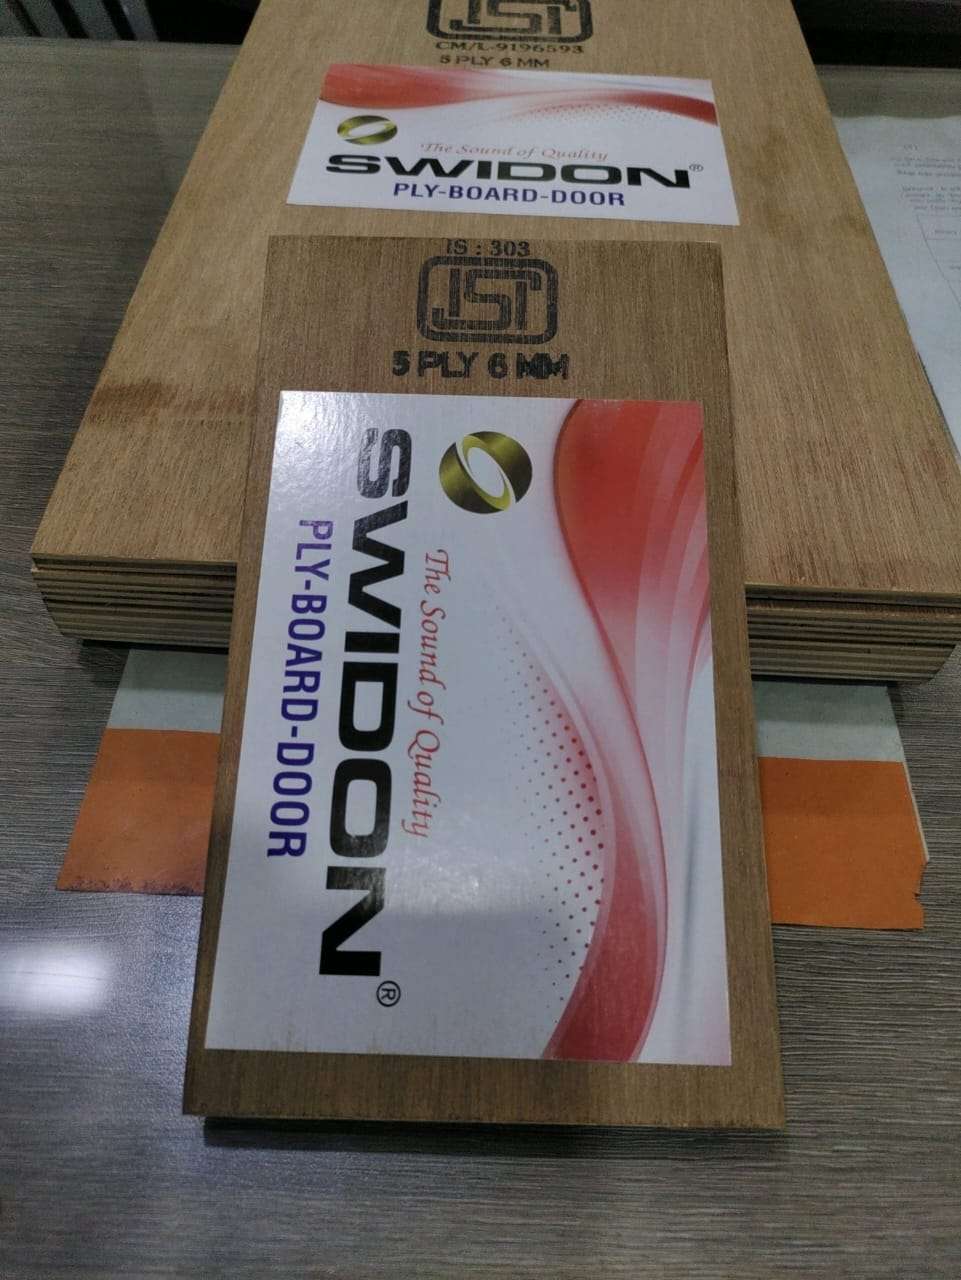 ISI
CM/L-9196593
5 PLY 6 MM
The Sound of Quality
SWIDON®
PLY-BOARD-DOOR
IS : 303
ISI
5 PLY 6 MM
The Sound of Quality
SWIDON®
PLY-BOARD-DOOR